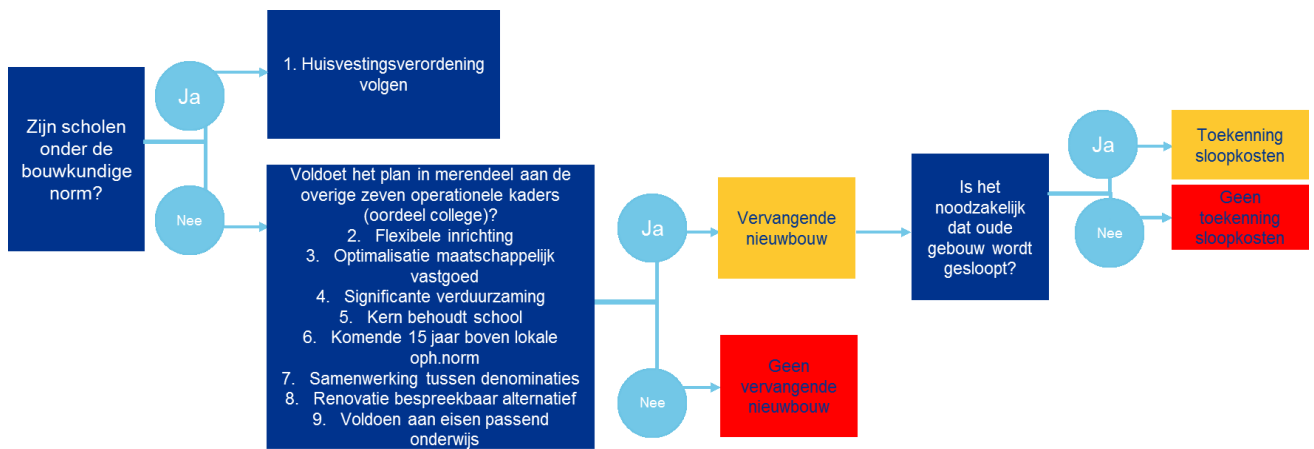 Zijn scholen
onder de
bouwkundige
norm?
Ja
Nee
1. Huisvestingsverordening
volgen
Voldoet het plan in merendeel aan de
overige zeven operationele kaders
(oordeel college)?
2. Flexibele inrichting
3. Optimalisatie maatschappelijk
vastgoed
4. Significante verduurzaming
5. Kern behoudt school
6. Komende 15 jaar boven lokale
oph.norm
7. Samenwerking tussen denominaties
8. Renovatie bespreekbaar alternatief
9. Voldoen aan eisen passend
onderwijs
Ja
Nee
Vervangende
nieuwbouw
Geen
vervangende
nieuwbouw
Is het
noodzakelijk
dat oude
gebouw wordt
gesloopt?
Ja
Nee
Toekenning
sloopkosten
Geen
toekenning
sloopkosten